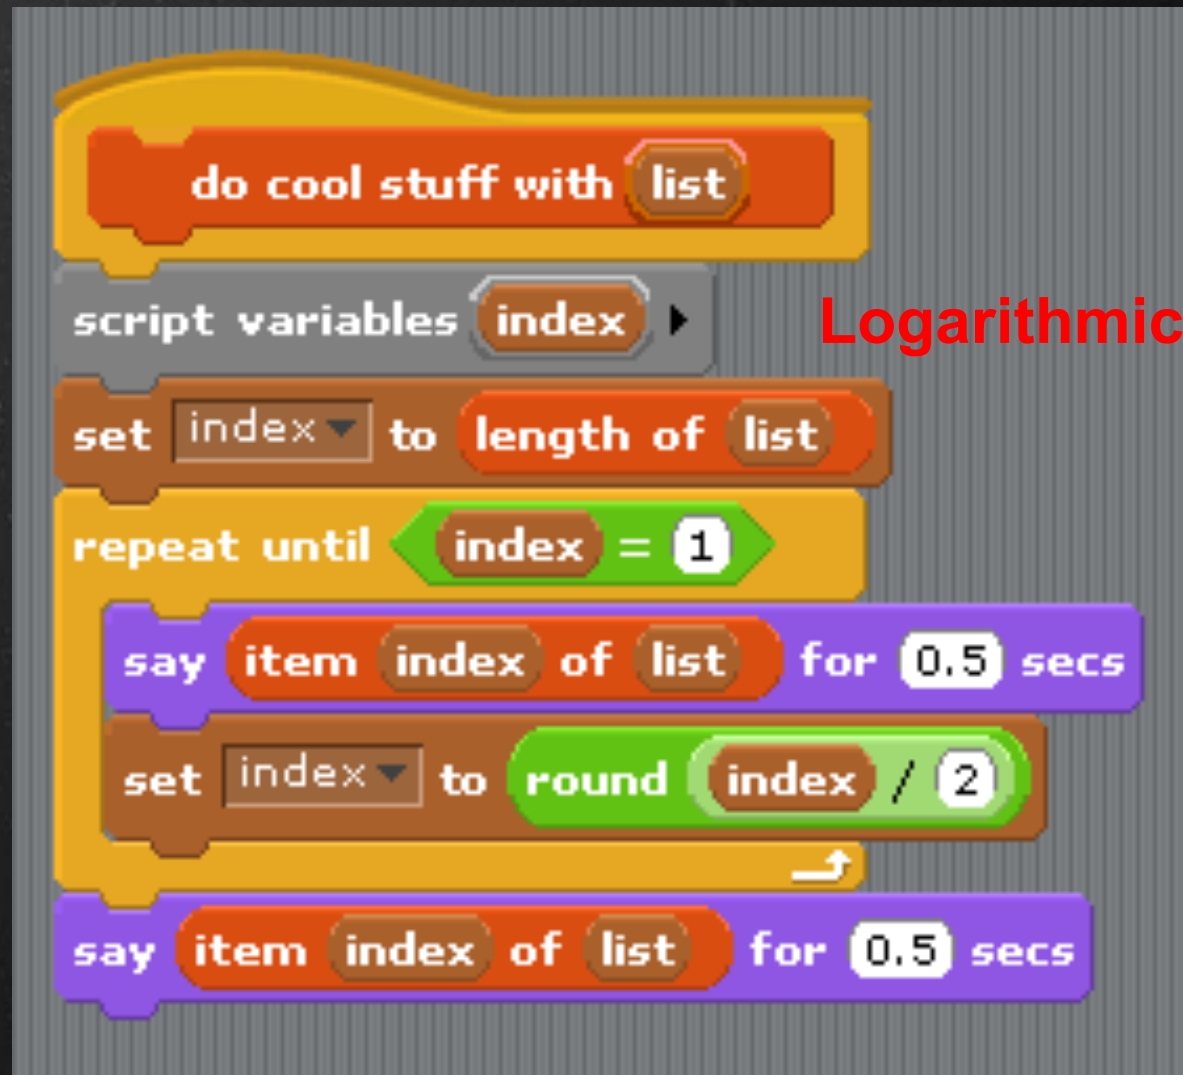 do cool stuff with list
script variables index
Logarithmic
set index to length of list
repeat until index = 1
say item index of list for 0.5 secs
set index to round index / 2
say item index of list for 0.5 secs